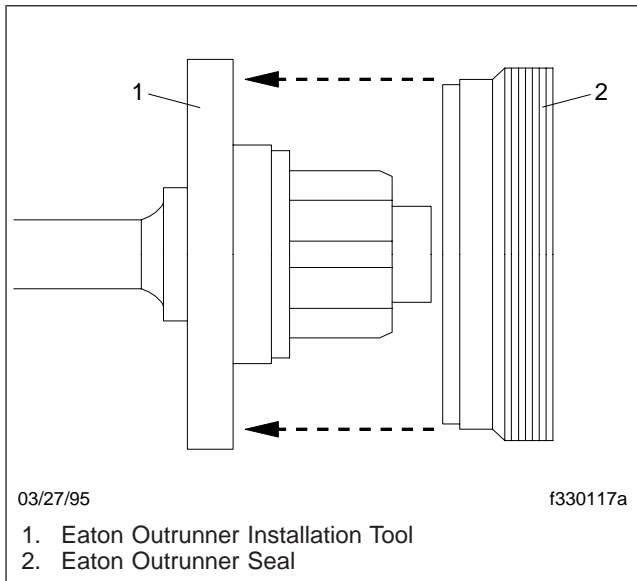 1
2
03/27/95 f330117a
1. Eaton Outrunner Installation Tool
2. Eaton Outrunner Seal